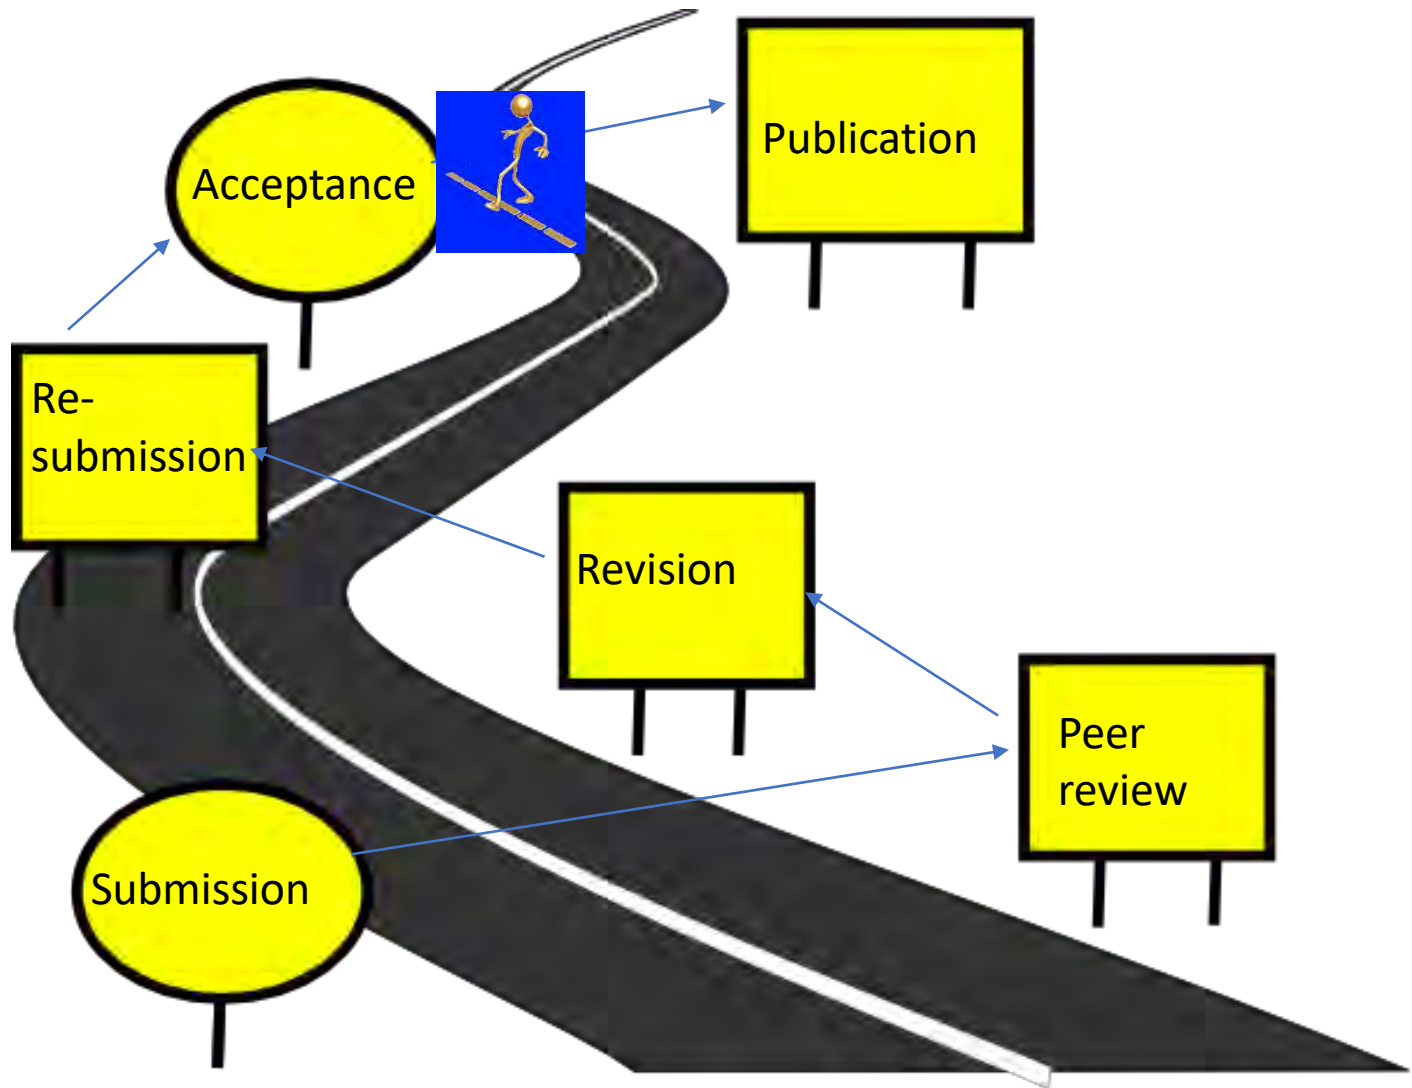 Publication
Acceptance
Re-
submission
Revision
Peer
review
Submission